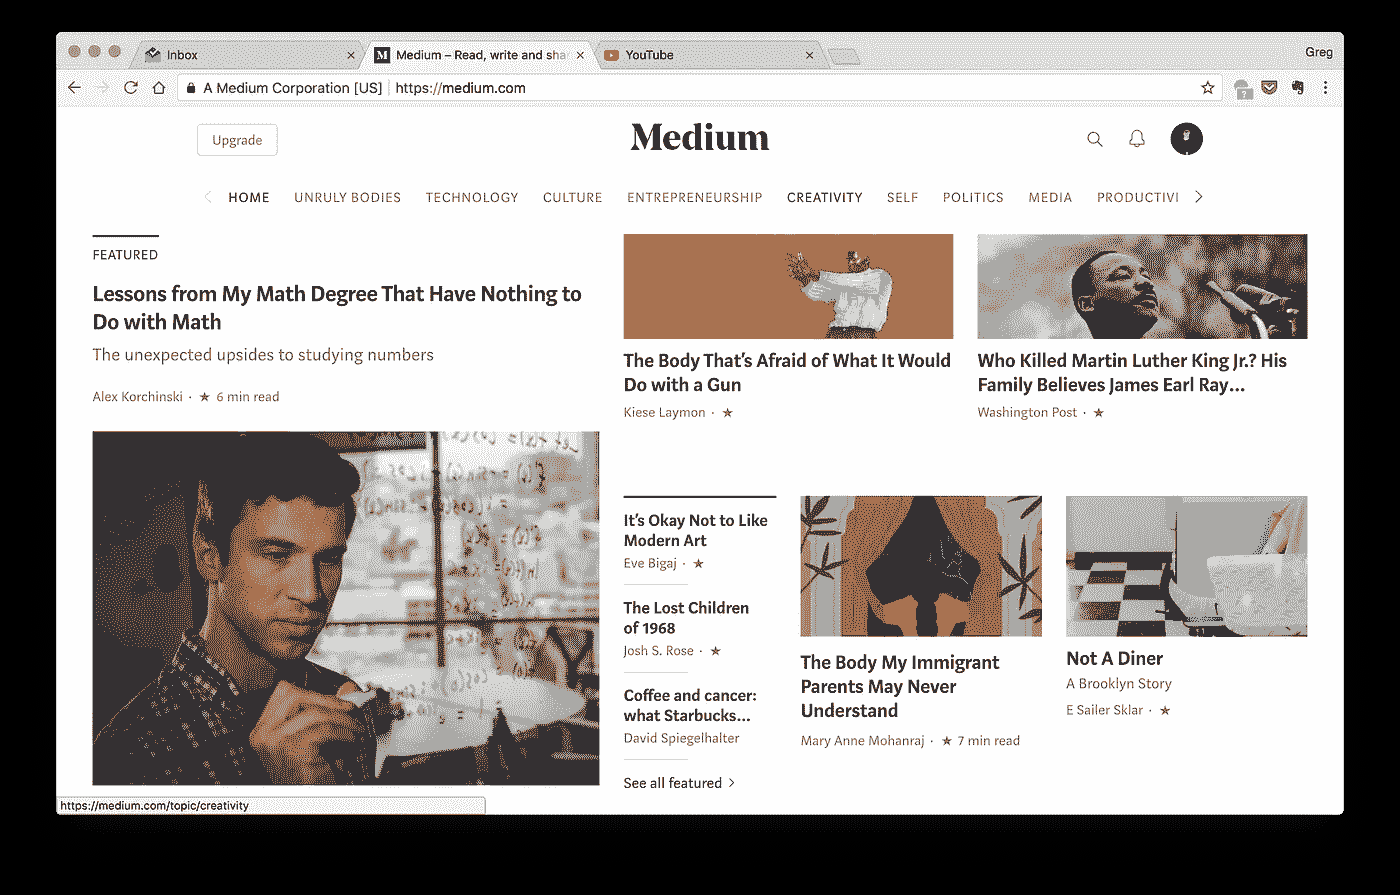 Inbox
Medium – Read, write and sha
YouTube
Greg
A Medium Corporation [US]
https://medium.com
Upgrade
Medium
HOME
UNRULY BODIES
TECHNOLOGY
CULTURE
ENTREPRENEURSHIP
CREATIVITY
SELF
POLITICS
MEDIA
PRODUCTIVI
FEATURED
Lessons from My Math Degree That Have Nothing to
Do with Math
The unexpected upsides to studying numbers
Alex Korchinski · ★ 6 min read
The Body That's Afraid of What It Would
Do with a Gun
Kiese Laymon · ★
Who Killed Martin Luther King Jr.? His
Family Believes James Earl Ray...
Washington Post · ★
It's Okay Not to Like
Modern Art
Eve Bigaj · ★
The Lost Children
of 1968
Josh S. Rose · ★
Coffee and cancer:
what Starbucks...
David Spiegelhalter
See all featured
The Body My Immigrant
Parents May Never
Understand
Mary Anne Mohanraj · ★ 7 min read
Not A Diner
A Brooklyn Story
E Sailer Sklar · ★
https://medium.com/topic/creativity